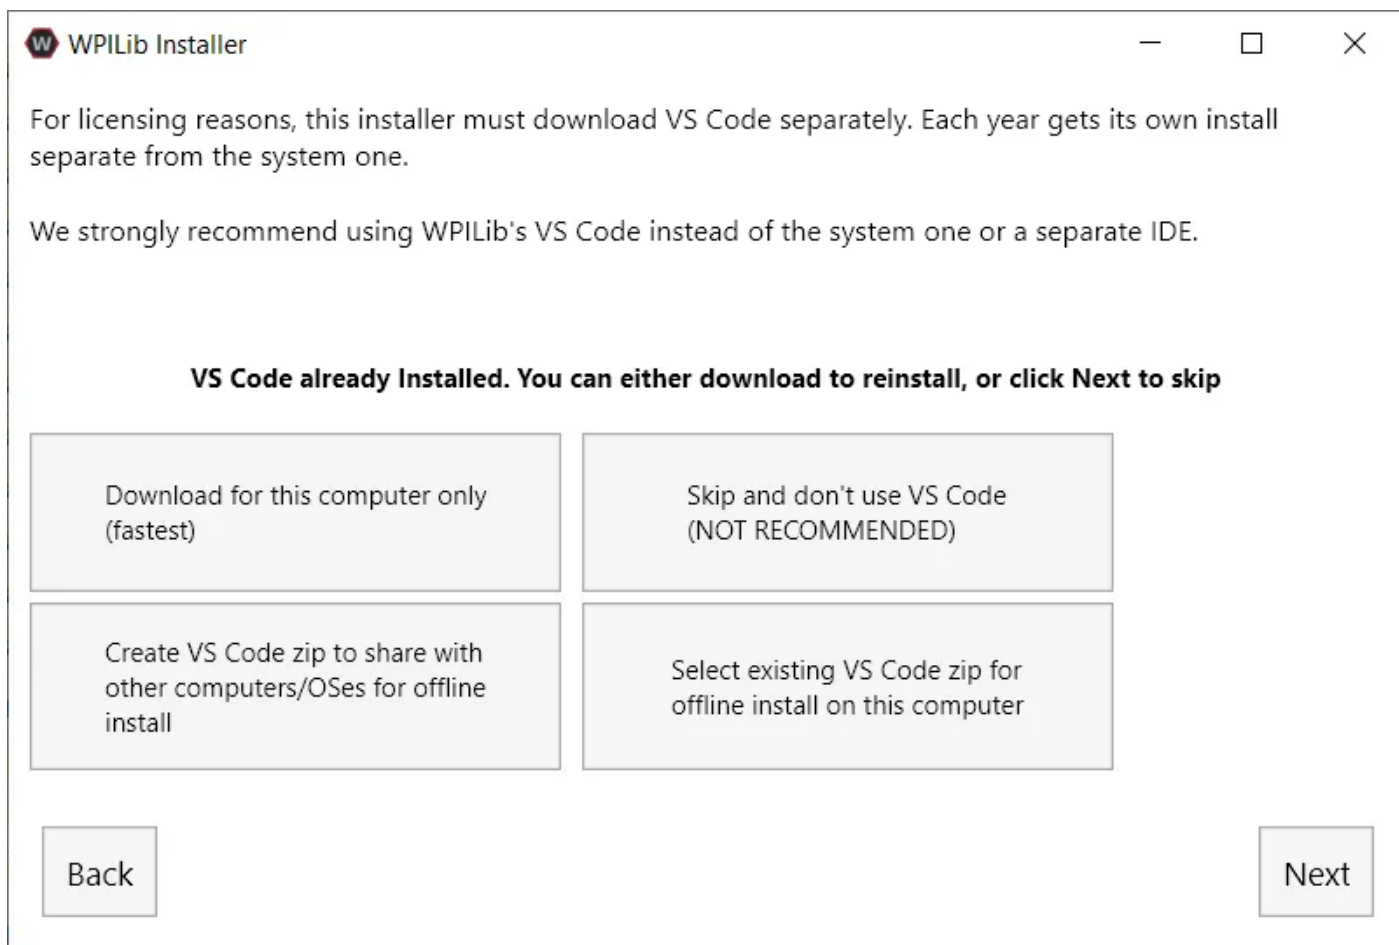 W WPILib Installer
For licensing reasons, this installer must download VS Code separately. Each year gets its own install
separate from the system one.
We strongly recommend using WPILib's VS Code instead of the system one or a separate IDE.
VS Code already Installed. You can either download to reinstall, or click Next to skip
Download for this computer only
(fastest)
Skip and don't use VS Code
(NOT RECOMMENDED)
Create VS Code zip to share with
other computers/OSes for offline
install
Select existing VS Code zip for
offline install on this computer
Back
Next